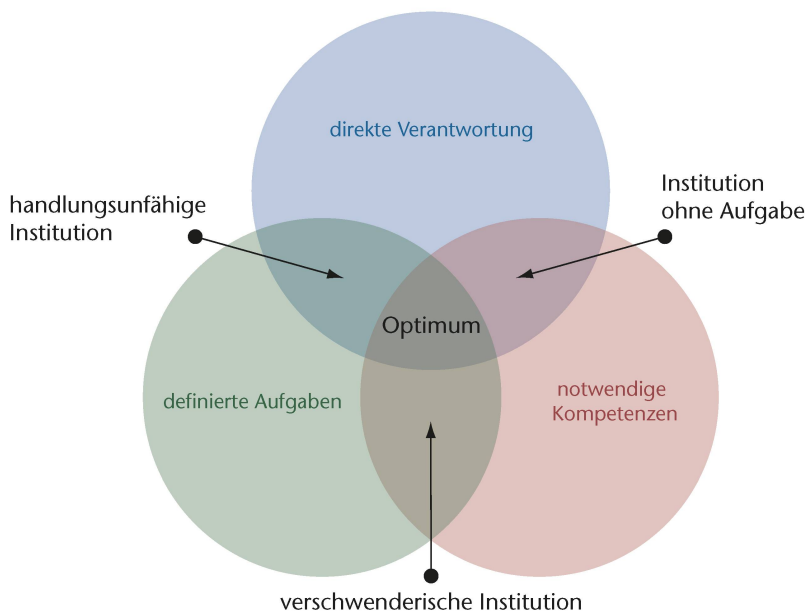 direkte Verantwortung
handlungsunfähige
Institution
Institution
ohne Aufgabe
Optimum
definierte Aufgaben
notwendige
Kompetenzen
verschwenderische Institution